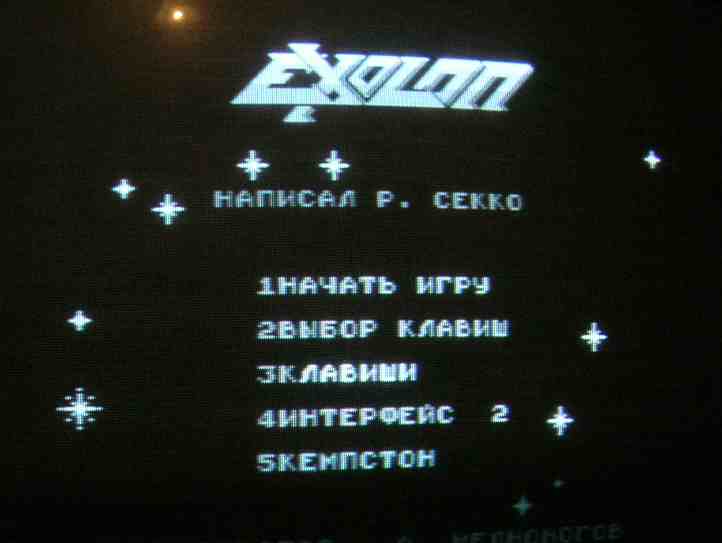 EXOLON
НАПИСАЛ Р. СЕККО
1НАЧАТЬ ИГРУ
2ВЫБОР КЛАВИШ
3КЛАВИШИ
4ИНТЕРФЕЙС 2
5КЕМПСТОН